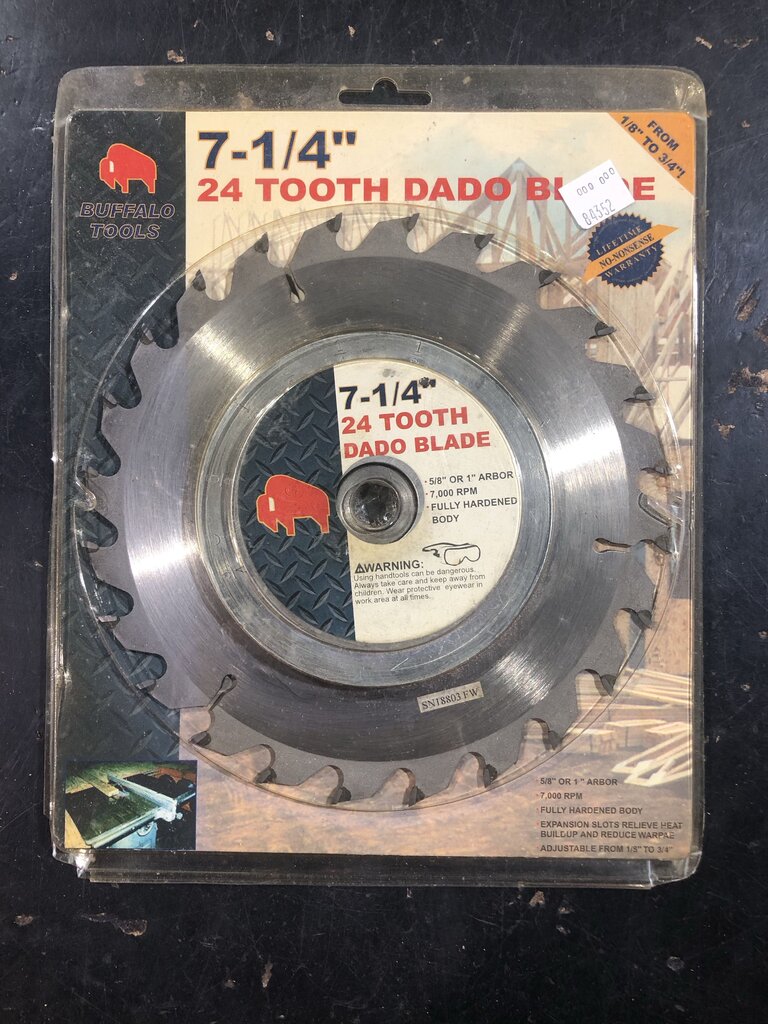 7-1/4"
24 TOOTH DADO BLADE
FROM
1/8" TO 3/4"!
000 000
84352
BUFFALO
TOOLS
LIFETIME
NO-NONSENSE
WARRANTY
7-1/4"
24 TOOTH
DADO BLADE
· 5/8" OR 1" ARBOR
· 7,000 RPM
· FULLY HARDENED
BODY
⚠WARNING:
Using handtools can be dangerous.
Always take care and keep away from
children. Wear protective eyewear in
work area at all times..
SNJ8803 FW
· 5/8" OR 1" ARBOR
· 7,000 RPM
· FULLY HARDENED BODY
· EXPANSION SLOTS RELIEVE HEAT
BUILDUP AND REDUCE WARPAE
· ADJUSTABLE FROM 1/8" TO 3/4"